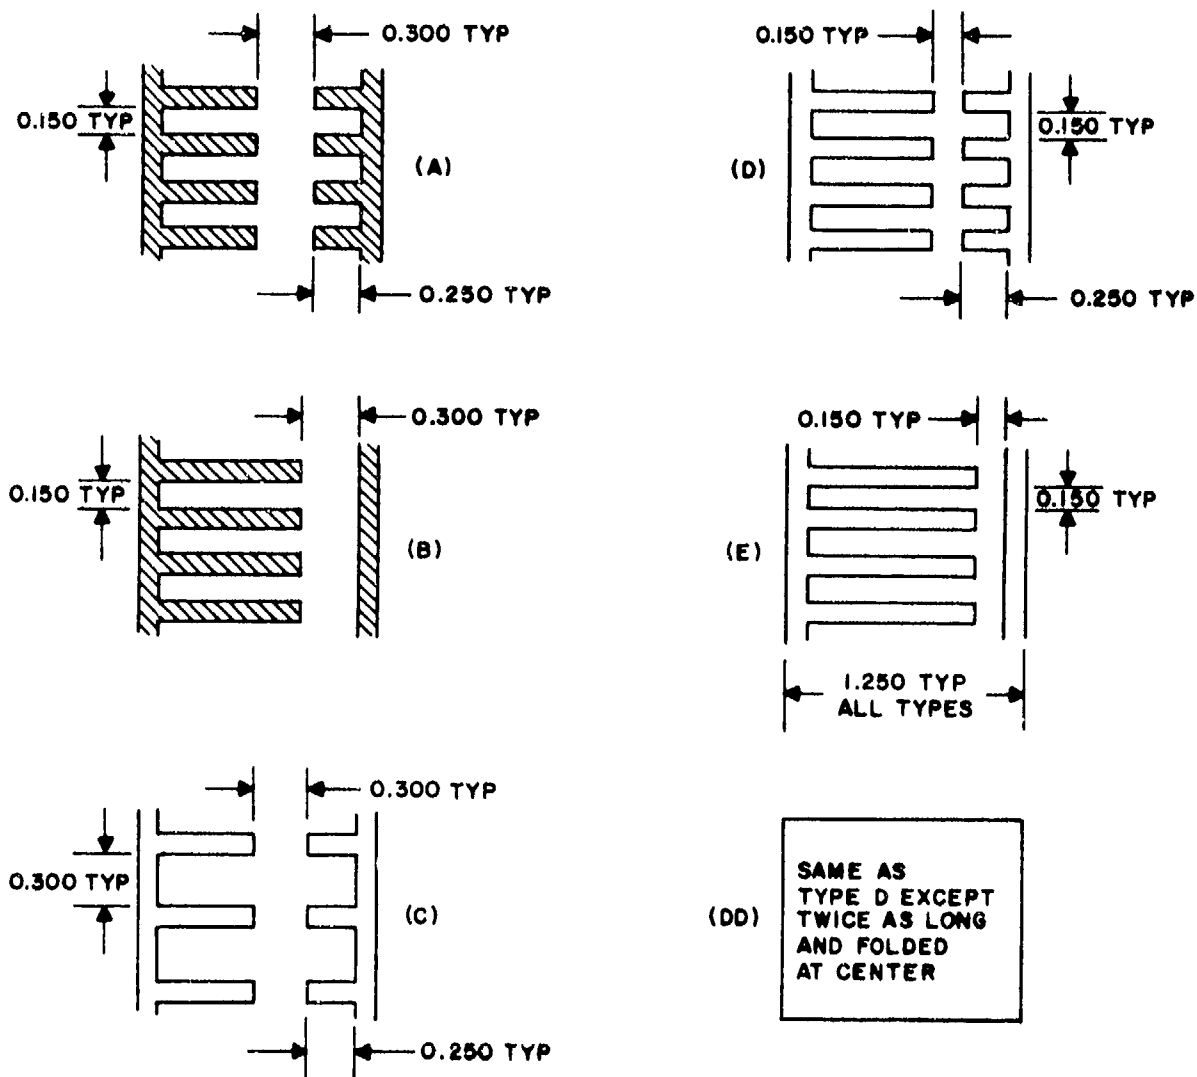 0.300 TYP
0.150 TYP
(A)
0.250 TYP
0.150 TYP
0.150 TYP
(D)
0.250 TYP
0.300 TYP
0.150 TYP
(B)
0.150 TYP
0.150 TYP
(E)
1.250 TYP
ALL TYPES
0.300 TYP
0.300 TYP
(C)
0.250 TYP
(DD)
SAME AS
TYPE D EXCEPT
TWICE AS LONG
AND FOLDED
AT CENTER